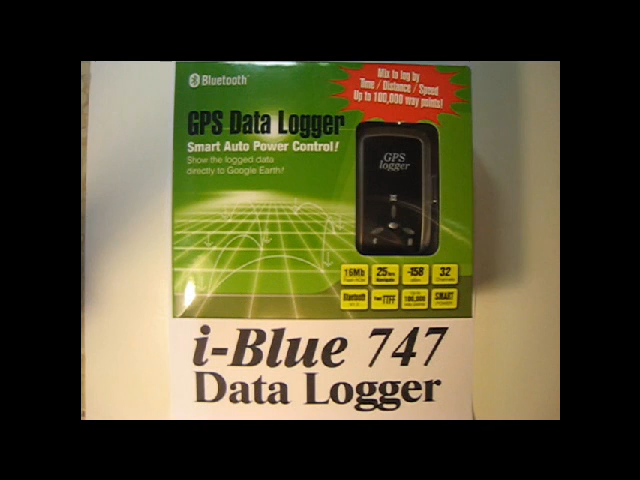 Bluetooth
Mix to log by
Time / Distance / Speed
Up to 100,000 way points!
GPS Data Logger
Smart Auto Power Control!
Show the logged data
directly to Google Earth!
GPS
logger
16Mb
25
-158
32
Bluetooth
TTFF
100,000
SMART
i-Blue 747
Data Logger